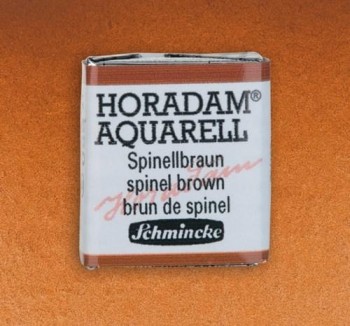 HORADAM®
AQUARELL
Spinellbraun
spinel brown
brun de spinel
Schmincke